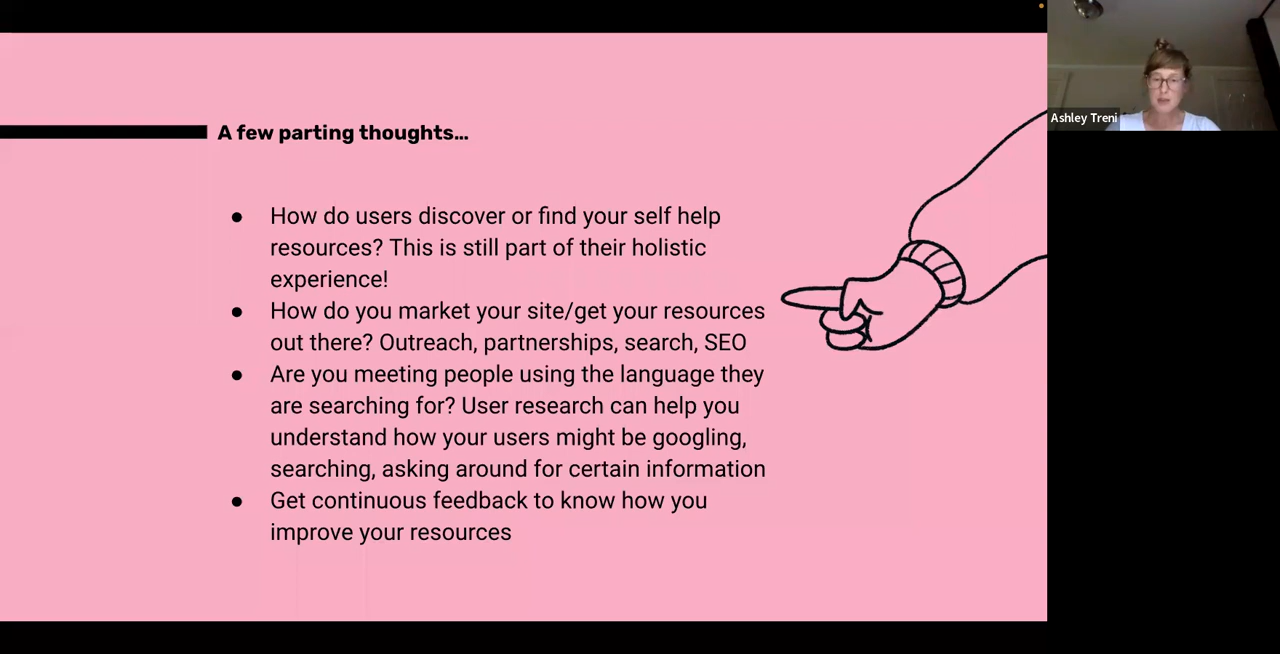 A few parting thoughts...
● How do users discover or find your self help
resources? This is still part of their holistic
experience!
● How do you market your site/get your resources
out there? Outreach, partnerships, search, SEO
● Are you meeting people using the language they
are searching for? User research can help you
understand how your users might be googling,
searching, asking around for certain information
● Get continuous feedback to know how you
improve your resources
Ashley Treni